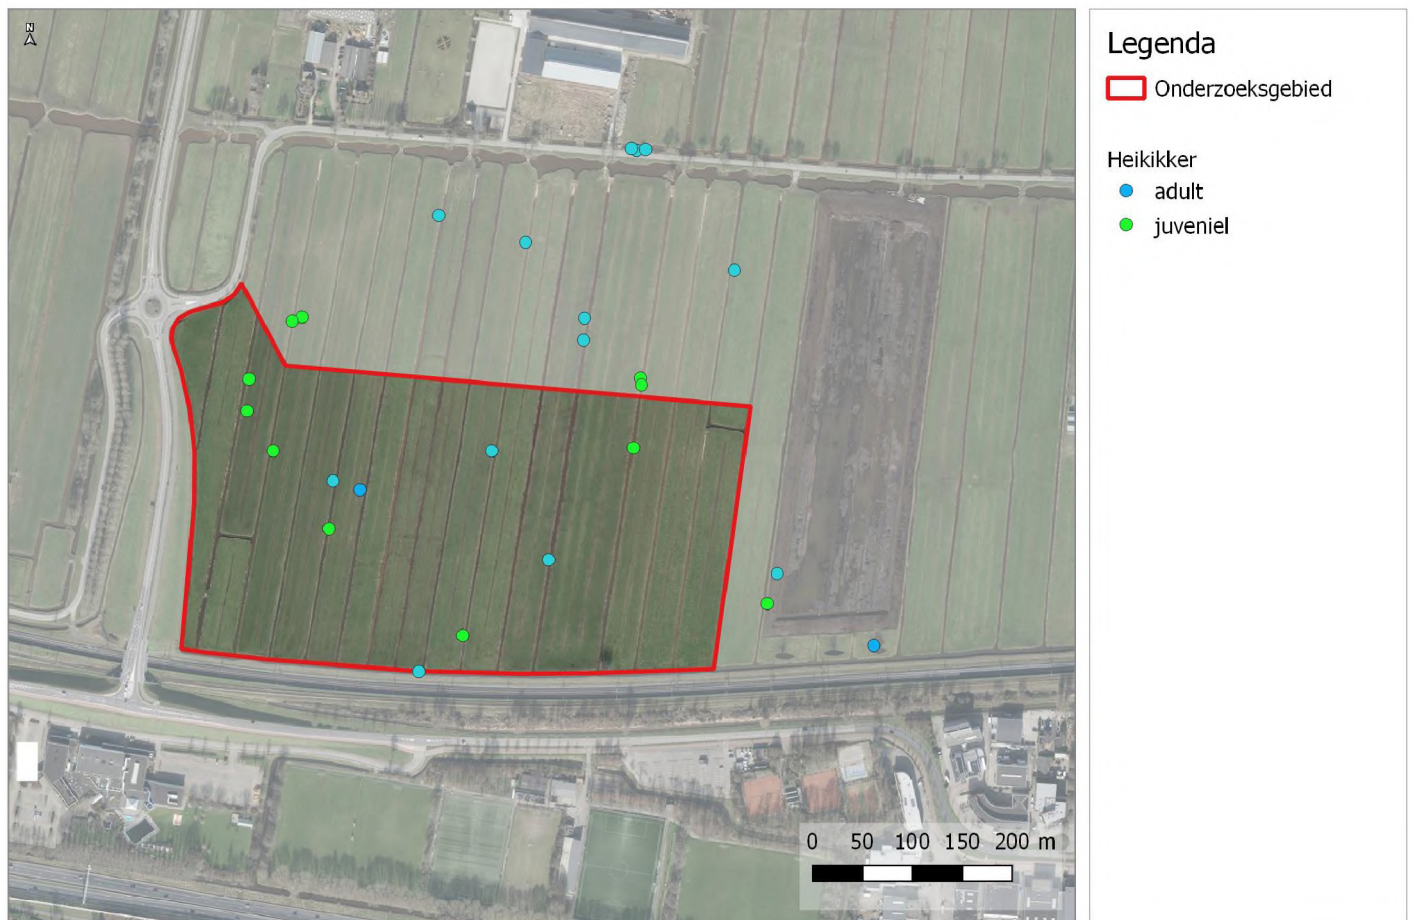 N
Legenda
Onderzoeksgebied
Heikikker
adult
juveniel
0 50 100 150 200 m